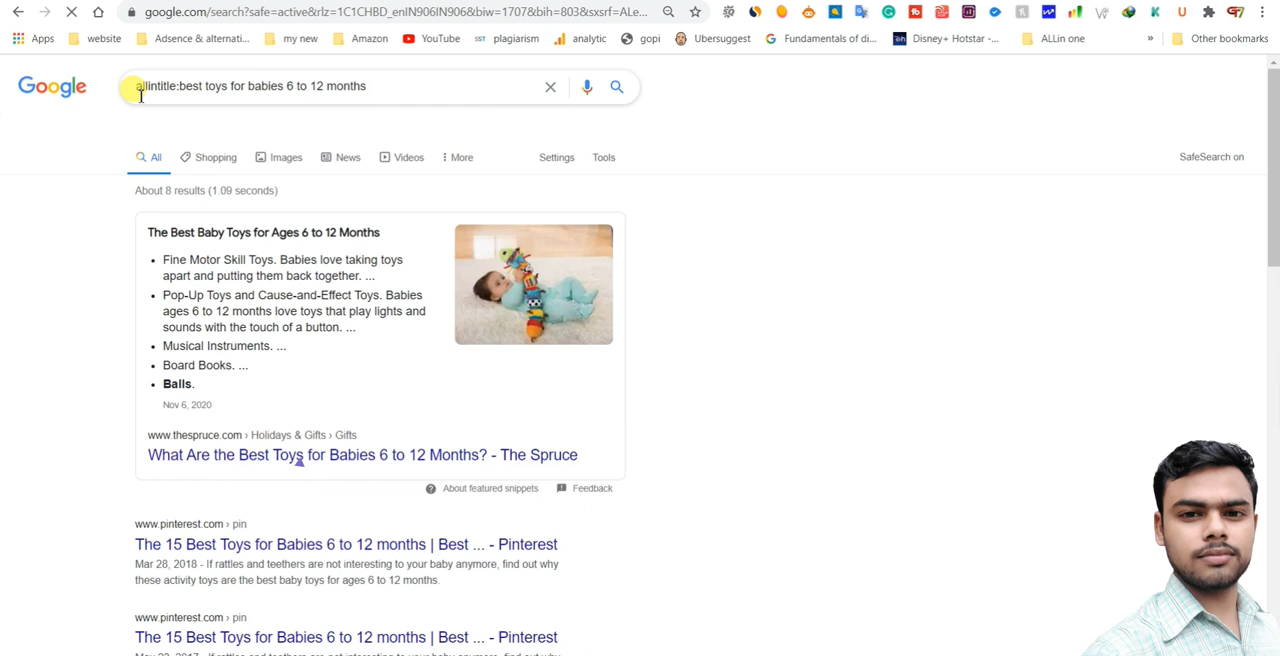 google.com/search?safe=active&rlz=1C1CHBD_enIN906IN906&biw=1707&bih=803&sxsrf=ALe...
Apps website Adsence & alternati... my new Amazon YouTube SST plagiarism analytic gopi Ubersuggest Fundamentals of di... Disney+ Hotstar -... ALLin one » Other bookmarks
Google allintitle:best toys for babies 6 to 12 months
All Shopping Images News Videos More Settings Tools SafeSearch on
About 8 results (1.09 seconds)
The Best Baby Toys for Ages 6 to 12 Months
• Fine Motor Skill Toys. Babies love taking toys
apart and putting them back together. ...
• Pop-Up Toys and Cause-and-Effect Toys. Babies
ages 6 to 12 months love toys that play lights and
sounds with the touch of a button. ...
• Musical Instruments. ...
• Board Books. ...
• Balls.
Nov 6, 2020
www.thespruce.com › Holidays & Gifts › Gifts
What Are the Best Toys for Babies 6 to 12 Months? - The Spruce
About featured snippets Feedback
www.pinterest.com › pin
The 15 Best Toys for Babies 6 to 12 months | Best ... - Pinterest
Mar 28, 2018 - If rattles and teethers are not interesting to your baby anymore, find out why
these activity toys are the best baby toys for ages 6 to 12 months.
www.pinterest.com › pin
The 15 Best Toys for Babies 6 to 12 months | Best ... - Pinterest